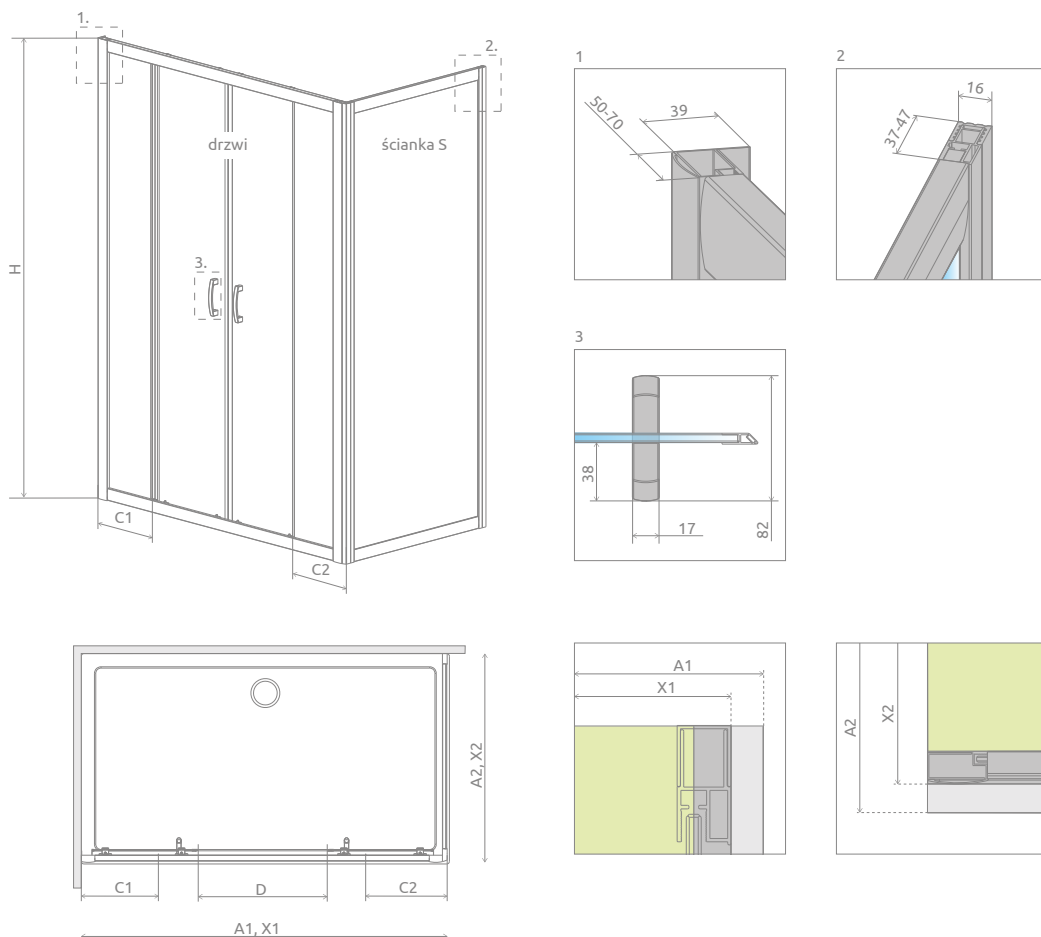 1.
2.
drzwi
ścianka S
H
3.
C1
C2
1
50-70
39
2
16
37-47
3
38
17
82
A2, X2
C1
D
C2
A1, X1
A1
X1
A2
X2